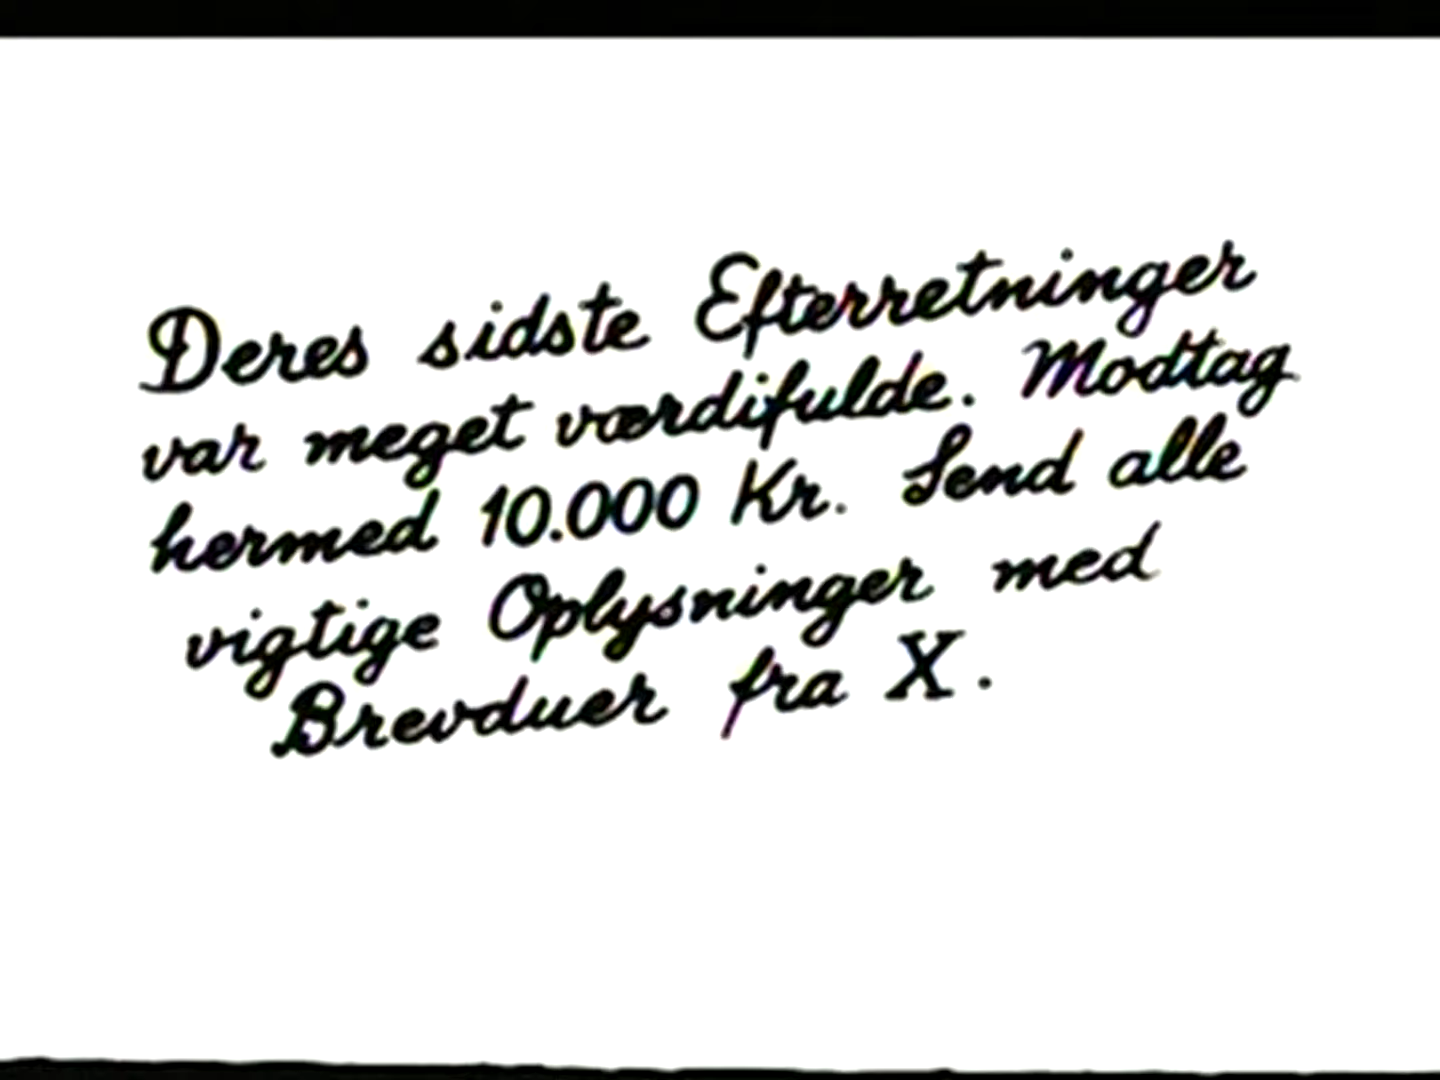 Deres sidste Efterretninger
var meget værdifulde. Modtag
hermed 10.000 Kr. Send alle
vigtige Oplysninger med
Brevduer fra X.